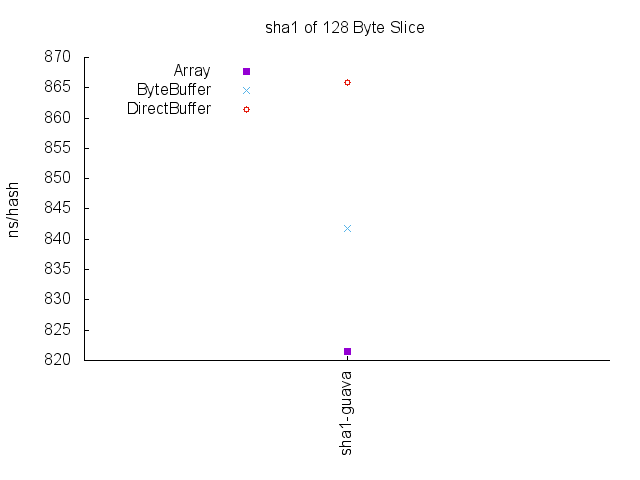 sha1 of 128 Byte Slice
870
865
860
855
850
845
840
835
830
825
820
ns/hash
Array
ByteBuffer
DirectBuffer
sha1-guava